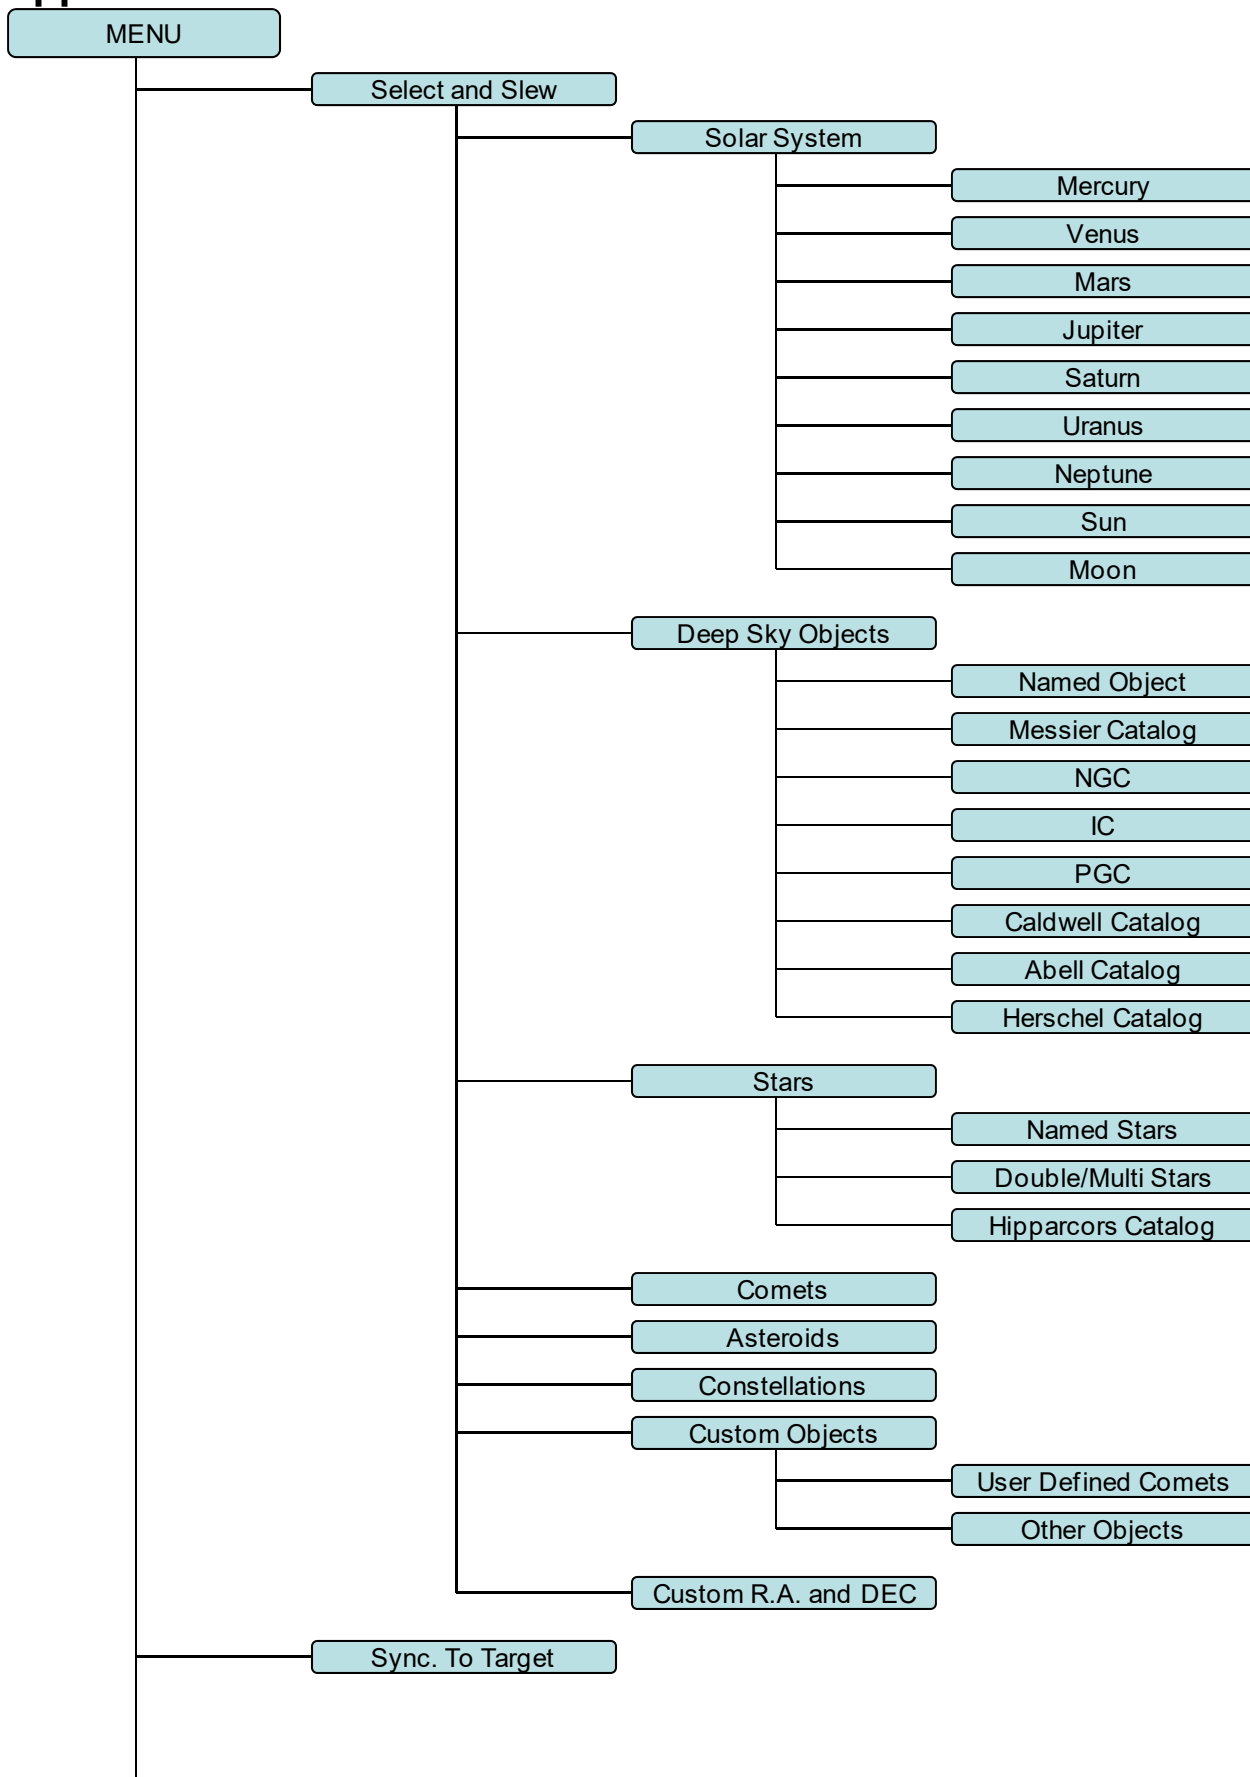 MENU
Select and Slew
Solar System
Mercury
Venus
Mars
Jupiter
Saturn
Uranus
Neptune
Sun
Moon
Deep Sky Objects
Named Object
Messier Catalog
NGC
IC
PGC
Caldwell Catalog
Abell Catalog
Herschel Catalog
Stars
Named Stars
Double/Multi Stars
Hipparcors Catalog
Comets
Asteroids
Constellations
Custom Objects
User Defined Comets
Other Objects
Custom R.A. and DEC
Sync. To Target